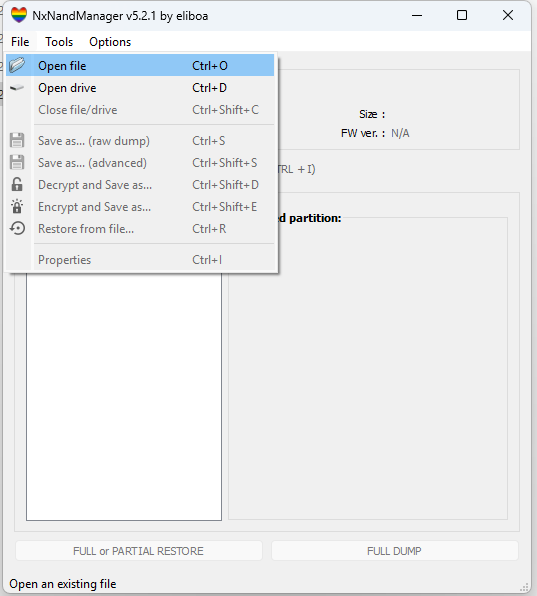 NxNandManager v5.2.1 by eliboa
File Tools Options
Open file Ctrl+O
Open drive Ctrl+D
Close file/drive Ctrl+Shift+C
Size :
FW ver. : N/A
Save as... (raw dump) Ctrl+S
Save as... (advanced) Ctrl+Shift+S
TRL + I)
Decrypt and Save as... Ctrl+Shift+D
Encrypt and Save as... Ctrl+Shift+E
d partition:
Restore from file... Ctrl+R
Properties Ctrl+I
FULL or PARTIAL RESTORE FULL DUMP
Open an existing file